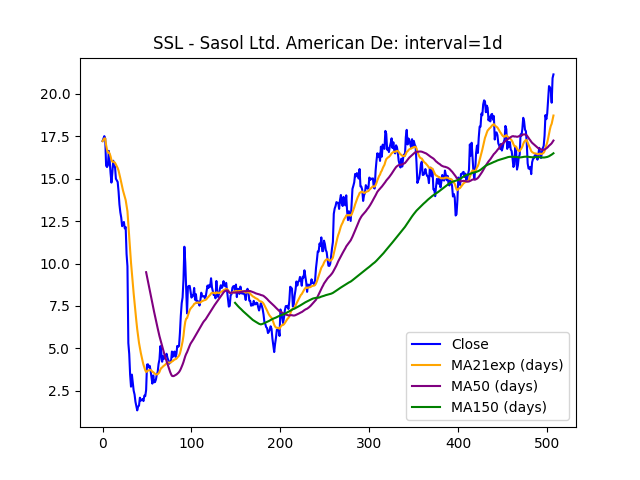 SSL - Sasol Ltd. American De: interval=1d
20.0
17.5
15.0
12.5
10.0
7.5
5.0
2.5
Close
MA21exp (days)
MA50 (days)
MA150 (days)
0 100 200 300 400 500